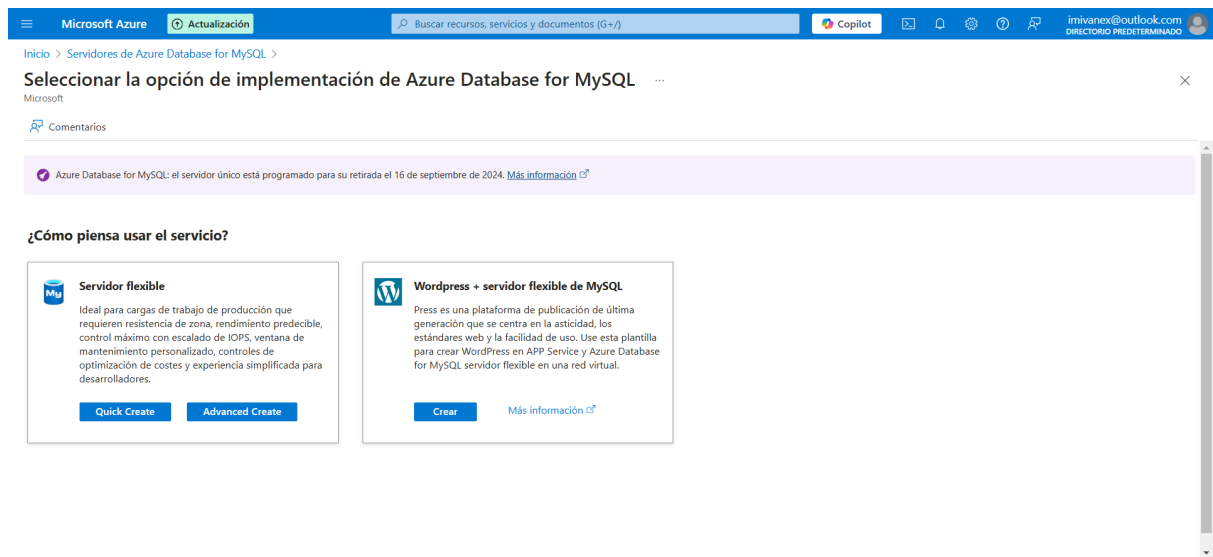 Microsoft Azure
Actualización
Buscar recursos, servicios y documentos (G+/)
Copilot
imivanex@outlook.com
DIRECTORIO PREDETERMINADO
Inicio > Servidores de Azure Database for MySQL >
Seleccionar la opción de implementación de Azure Database for MySQL ...
Microsoft
Comentarios
Azure Database for MySQL: el servidor único está programado para su retirada el 16 de septiembre de 2024. Más información
¿Cómo piensa usar el servicio?
My
Servidor flexible
Ideal para cargas de trabajo de producción que
requieren resistencia de zona, rendimiento predecible,
control máximo con escalado de IOPS, ventana de
mantenimiento personalizado, controles de
optimización de costes y experiencia simplificada para
desarrolladores.
Quick Create
Advanced Create
Wordpress + servidor flexible de MySQL
Press es una plataforma de publicación de última
generación que se centra en la asticidad, los
estándares web y la facilidad de uso. Use esta plantilla
para crear WordPress en APP Service y Azure Database
for MySQL servidor flexible en una red virtual.
Crear
Más información